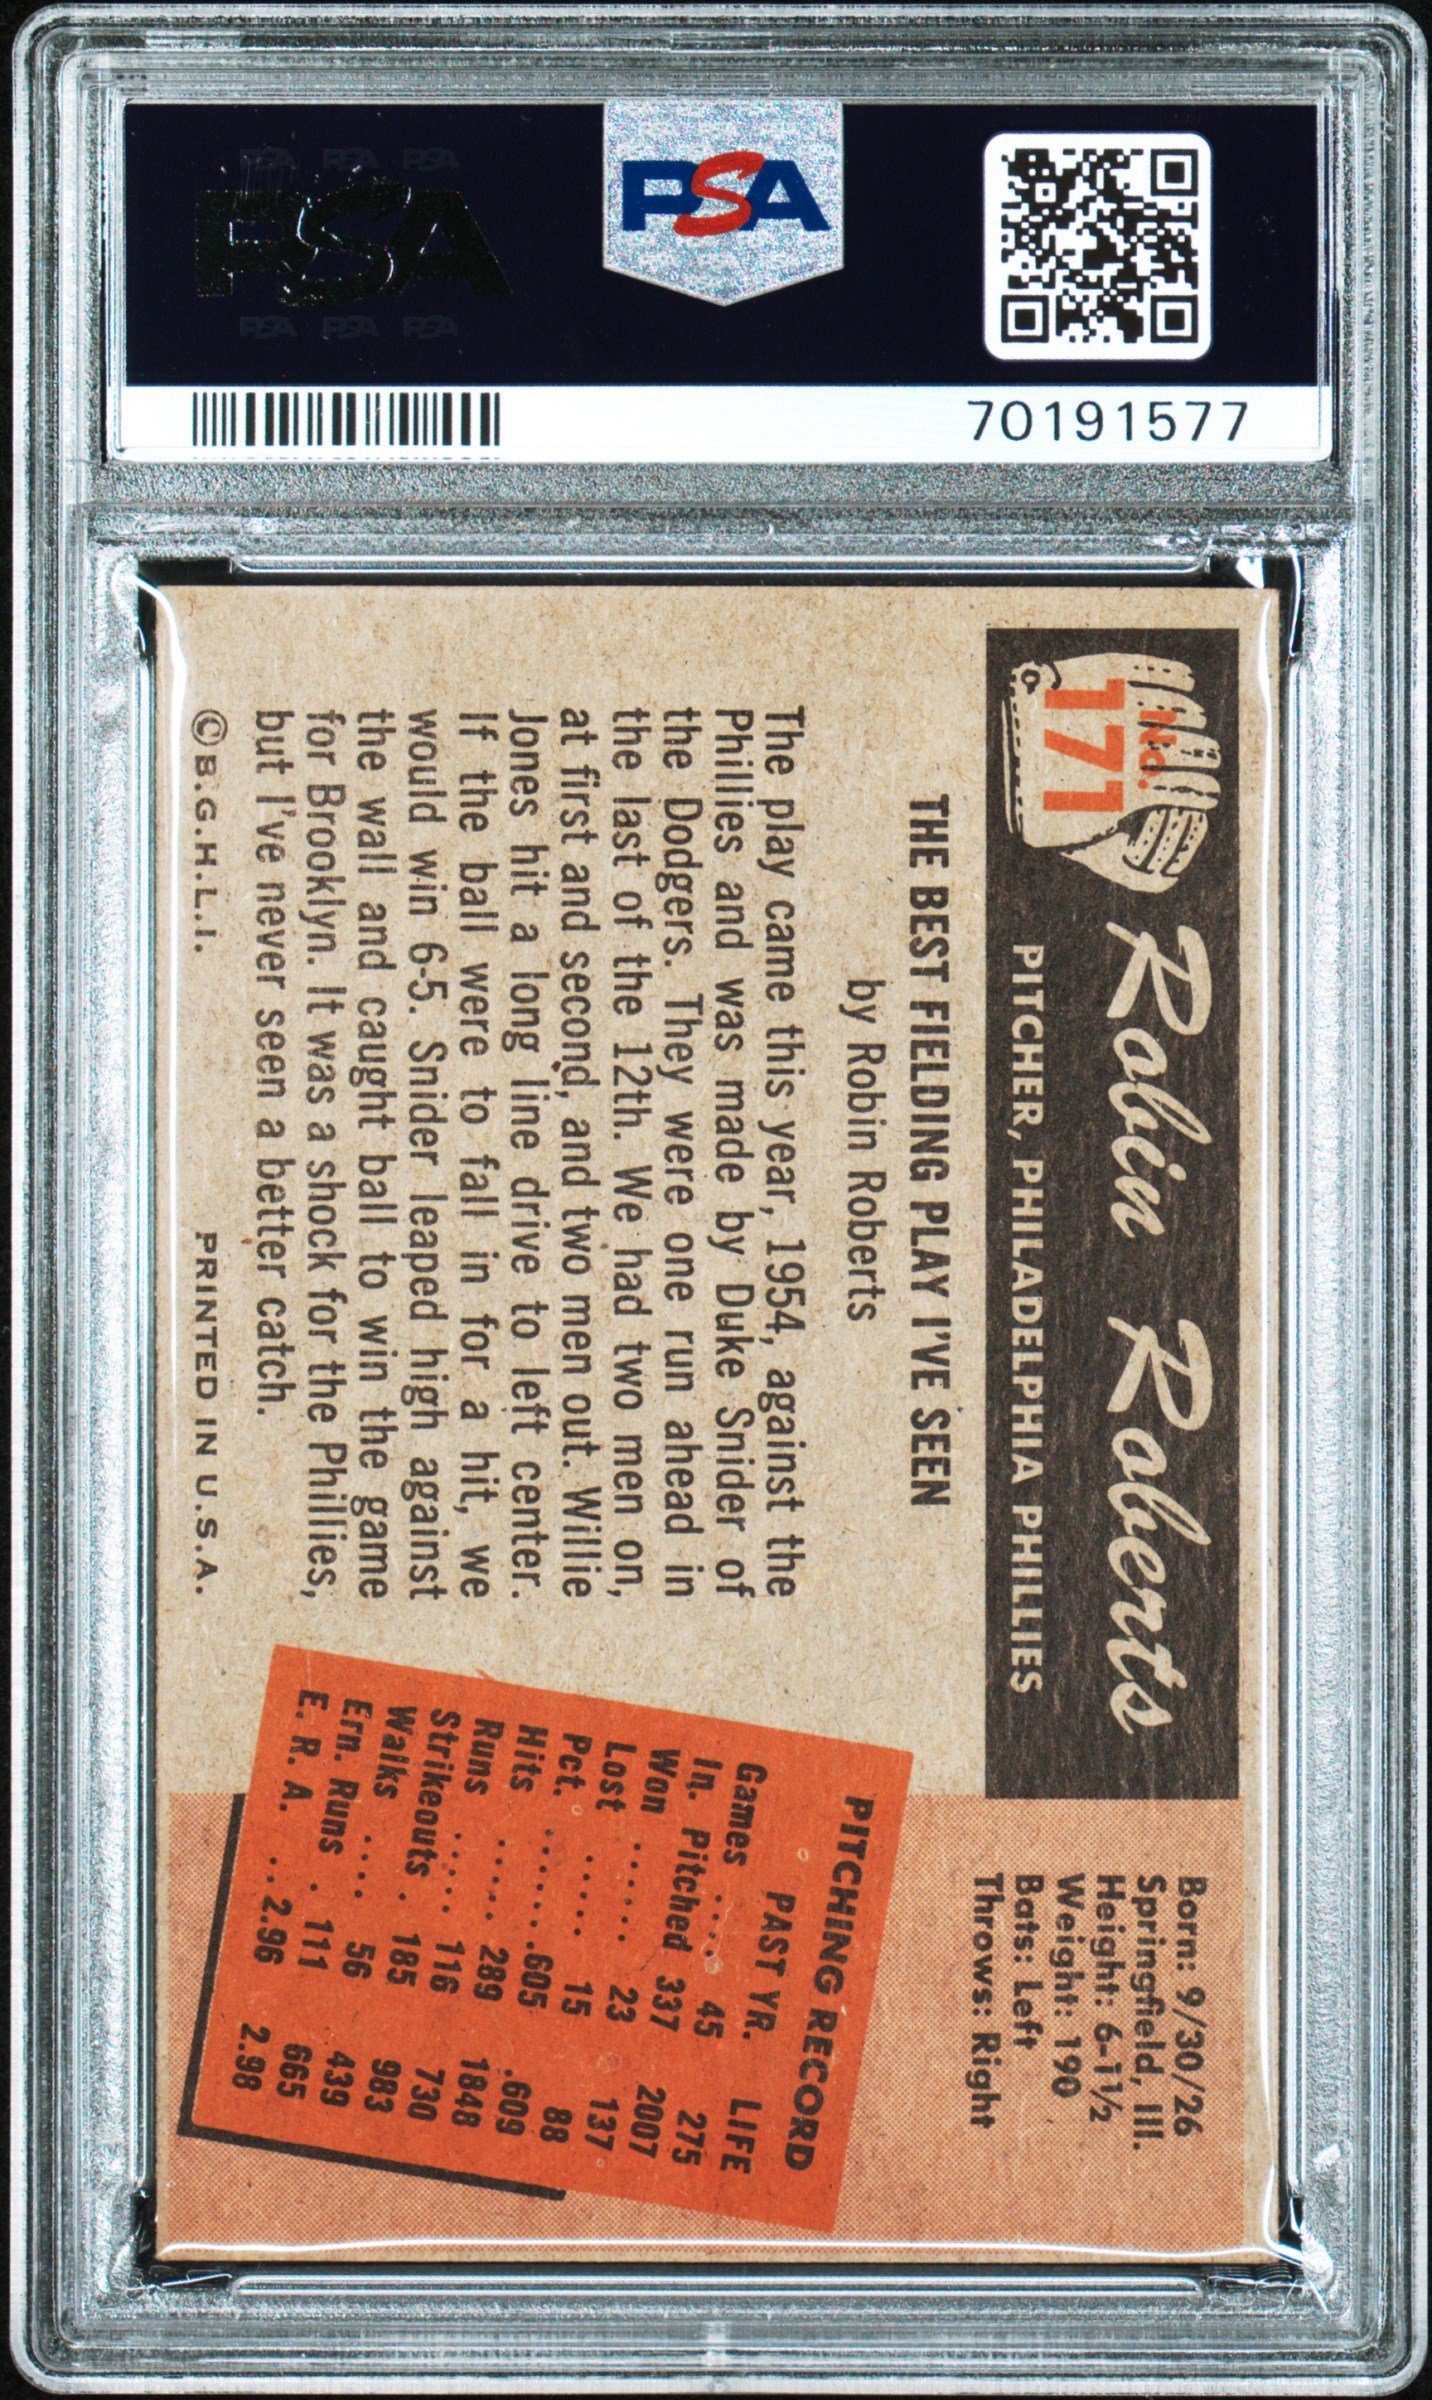 PSA PSA PSA
PSA
PSA PSA PSA
PSA
70191577
No.
171
Robin Roberts
PITCHER, PHILADELPHIA PHILLIES
THE BEST FIELDING PLAY I'VE SEEN
by Robin Roberts
The play came this year, 1954, against the
Phillies and was made by Duke Snider of
the Dodgers. They were one run ahead in
the last of the 12th. We had two men on,
at first and second, and two men out. Willie
Jones hit a long line drive to left center.
If the ball were to fall in for a hit, we
would win 6-5. Snider leaped high against
the wall and caught ball to win the game
for Brooklyn. It was a shock for the Phillies,
but I've never seen a better catch.
© B.G.H.L.I. PRINTED IN U.S.A.
Born: 9/30/26
Springfield, Ill.
Height: 6-1½
Weight: 190
Bats: Left
Throws: Right
PITCHING RECORD
PAST YR. LIFE
Games .... 45 275
In. Pitched 337 2007
Won ...... 23 137
Lost ..... 15 88
Pct. .......605 .609
Hits ..... 289 1848
Runs ..... 116 730
Strikeouts . 185 983
Walks .... 56 439
Ern. Runs . 111 665
E. R. A. ..2.96 2.98